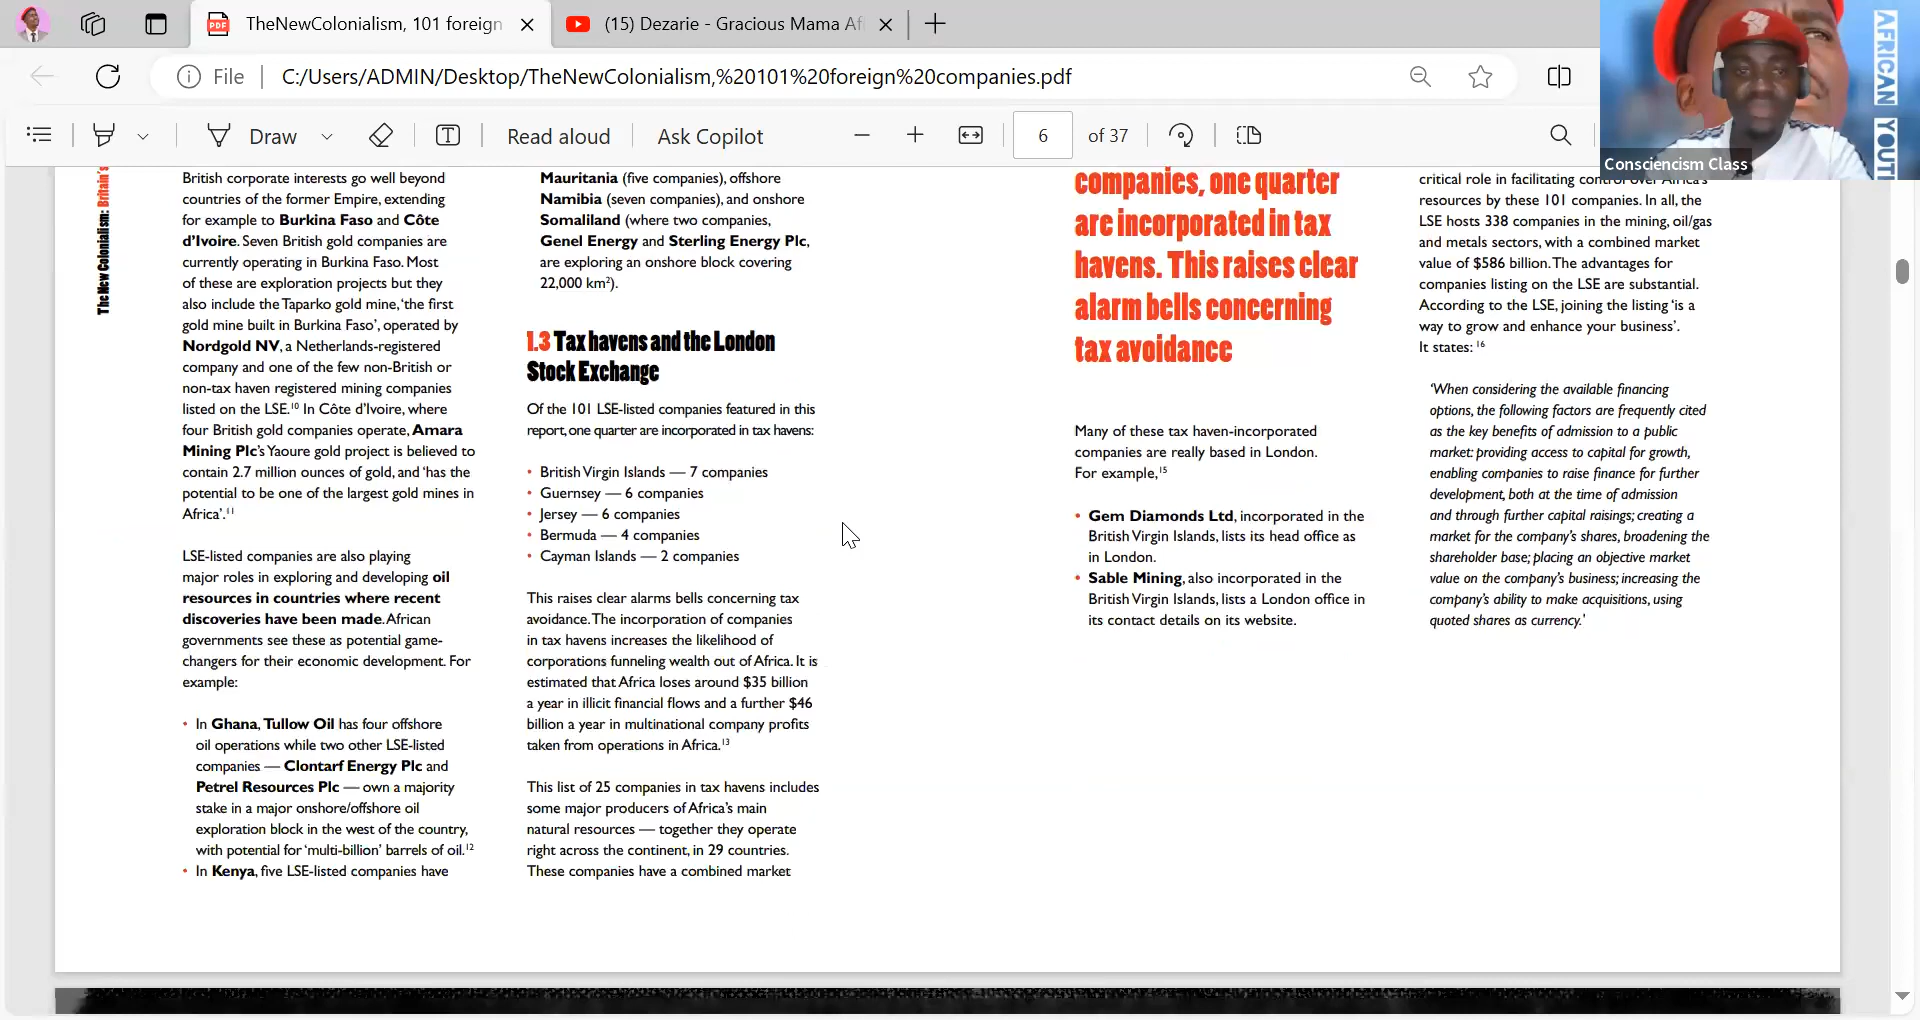 TheNewColonialism, 101 foreign
(15) Dezarie - Gracious Mama Af
File
C:/Users/ADMIN/Desktop/TheNewColonialism,%20101%20foreign%20companies.pdf
Draw
Read aloud
Ask Copilot
6
of 37
AFRICAN YOUT
Consciencism Class
The New Colonialism: Britain's
British corporate interests go well beyond
countries of the former Empire, extending
for example to Burkina Faso and Côte
d'Ivoire. Seven British gold companies are
currently operating in Burkina Faso. Most
of these are exploration projects but they
also include the Taparko gold mine, 'the first
gold mine built in Burkina Faso', operated by
Nordgold NV, a Netherlands-registered
company and one of the few non-British or
non-tax haven registered mining companies
listed on the LSE.10 In Côte d'Ivoire, where
four British gold companies operate, Amara
Mining Plc's Yaoure gold project is believed to
contain 2.7 million ounces of gold, and 'has the
potential to be one of the largest gold mines in
Africa'.11
LSE-listed companies are also playing
major roles in exploring and developing oil
resources in countries where recent
discoveries have been made. African
governments see these as potential game-
changers for their economic development. For
example:
• In Ghana, Tullow Oil has four offshore
oil operations while two other LSE-listed
companies — Clontarf Energy Plc and
Petrel Resources Plc — own a majority
stake in a major onshore/offshore oil
exploration block in the west of the country,
with potential for 'multi-billion' barrels of oil.12
• In Kenya, five LSE-listed companies have
Mauritania (five companies), offshore
Namibia (seven companies), and onshore
Somaliland (where two companies,
Genel Energy and Sterling Energy Plc,
are exploring an onshore block covering
22,000 km2).
1.3 Tax havens and the London
Stock Exchange
Of the 101 LSE-listed companies featured in this
report, one quarter are incorporated in tax havens:
• British Virgin Islands — 7 companies
• Guernsey — 6 companies
• Jersey — 6 companies
• Bermuda — 4 companies
• Cayman Islands — 2 companies
This raises clear alarms bells concerning tax
avoidance. The incorporation of companies
in tax havens increases the likelihood of
corporations funneling wealth out of Africa. It is
estimated that Africa loses around $35 billion
a year in illicit financial flows and a further $46
billion a year in multinational company profits
taken from operations in Africa.13
This list of 25 companies in tax havens includes
some major producers of Africa's main
natural resources — together they operate
right across the continent, in 29 countries.
These companies have a combined market
companies, one quarter
are incorporated in tax
havens. This raises clear
alarm bells concerning
tax avoidance
Many of these tax haven-incorporated
companies are really based in London.
For example,15
• Gem Diamonds Ltd, incorporated in the
British Virgin Islands, lists its head office as
in London.
• Sable Mining, also incorporated in the
British Virgin Islands, lists a London office in
its contact details on its website.
critical role in facilitating control over Africa's
resources by these 101 companies. In all, the
LSE hosts 338 companies in the mining, oil/gas
and metals sectors, with a combined market
value of $586 billion. The advantages for
companies listing on the LSE are substantial.
According to the LSE, joining the listing 'is a
way to grow and enhance your business'.
It states: 16
'When considering the available financing
options, the following factors are frequently cited
as the key benefits of admission to a public
market: providing access to capital for growth,
enabling companies to raise finance for further
development, both at the time of admission
and through further capital raisings; creating a
market for the company's shares, broadening the
shareholder base; placing an objective market
value on the company's business; increasing the
company's ability to make acquisitions, using
quoted shares as currency.'